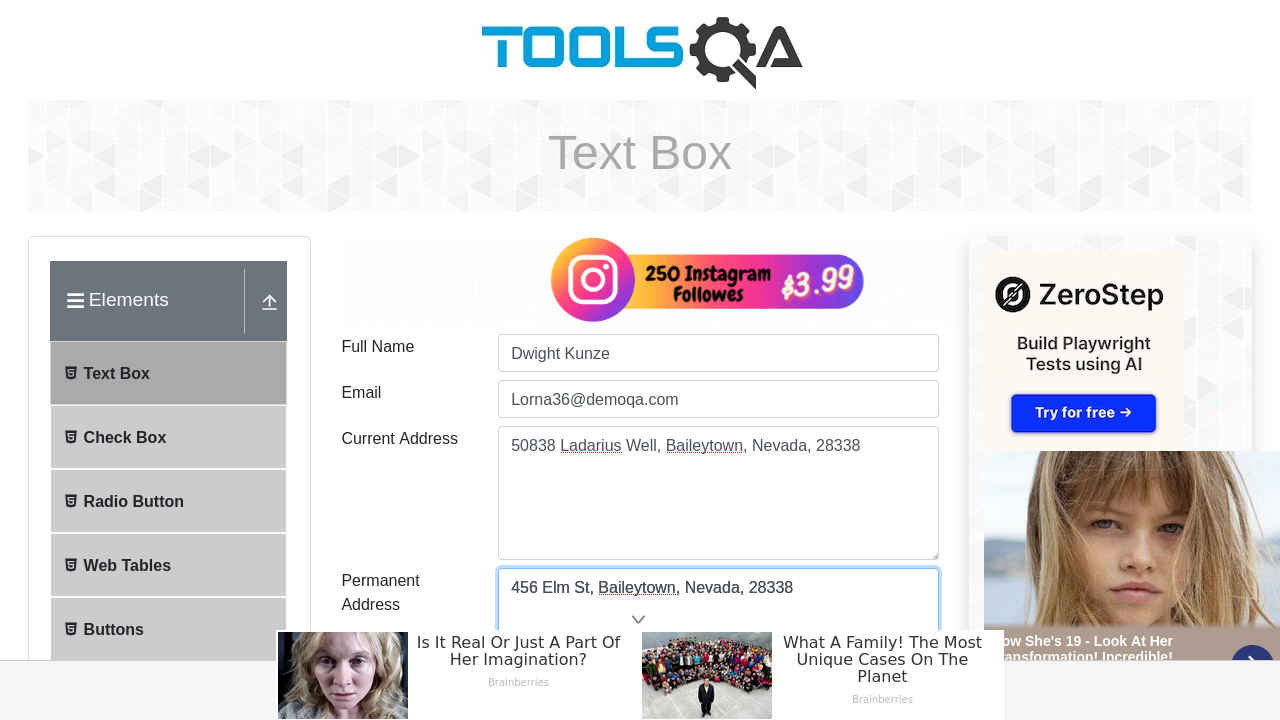 TOOLSQA
Text Box
Elements
Text Box
Check Box
Radio Button
Web Tables
Buttons
250 Instagram
Followes
$3.99
Full Name
Dwight Kunze
Email
Lorna36@demoqa.com
Current Address
50838 Ladarius Well, Baileytown, Nevada, 28338
Permanent
Address
456 Elm St, Baileytown, Nevada, 28338
ZeroStep
Build Playwright
Tests using AI
Try for free →
ow She's 19 - Look At Her
ansformation! Incredible!
Is It Real Or Just A Part Of
Her Imagination?
Brainberries
What A Family! The Most
Unique Cases On The
Planet
Brainberries